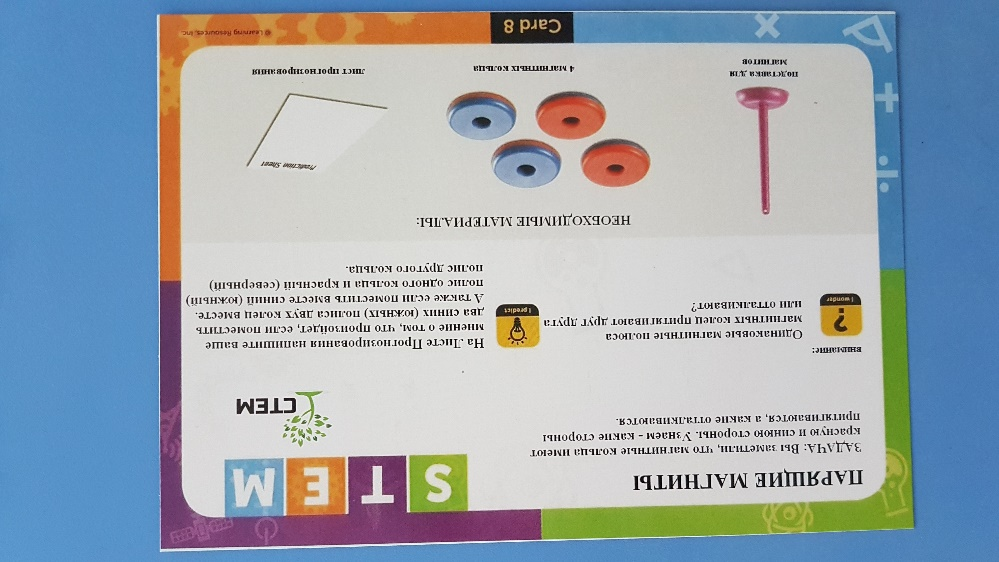 ПАРЯЩИЕ МАГНИТЫ
STEM
ЗАДАЧА: Вы заметили, что магнитные кольца имеют
красную и синюю стороны. Узнаем - какие стороны
притягиваются, а какие отталкиваются.
СТЕМ
внимание:
Одинаковые магнитные полюса
магнитных колец притягивают друг друга
или отталкивают?
?
I wonder
На Листе Прогнозирования напишите ваше
мнение о том, что произойдет, если поместить
два синих (южных) полюса двух колец вместе.
А также если поместить вместе синий (южный)
полюс одного кольца и красный (северный)
полюс другого кольца.
I predict
НЕОБХОДИМЫЕ МАТЕРИАЛЫ:
Prediction Sheet
подставка для
магнитов
4 магнитных кольца
лист прогнозирования
Card 8
© Learning Resources, Inc.